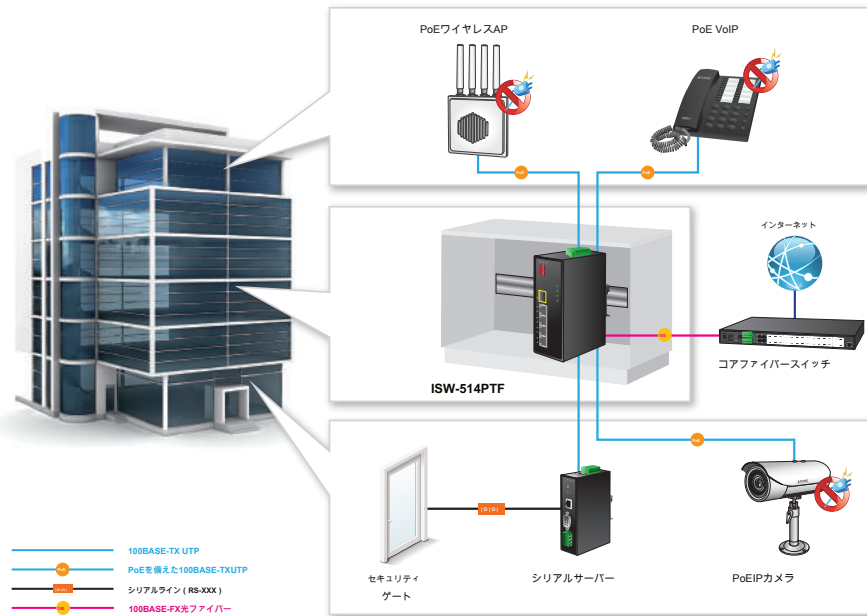 PoEワイヤレスAP
PoE VoIP
PoE
PoE
インターネット
コアファイバースイッチ
ISW-514PTF
PoE
セキュリティ
ゲート
シリアルサーバー
PoEIPカメラ
100BASE-TX UTP
PoEを備えた100BASE-TXUTP
シリアルライン ( RS-XXX )
100BASE-FX光ファイバー